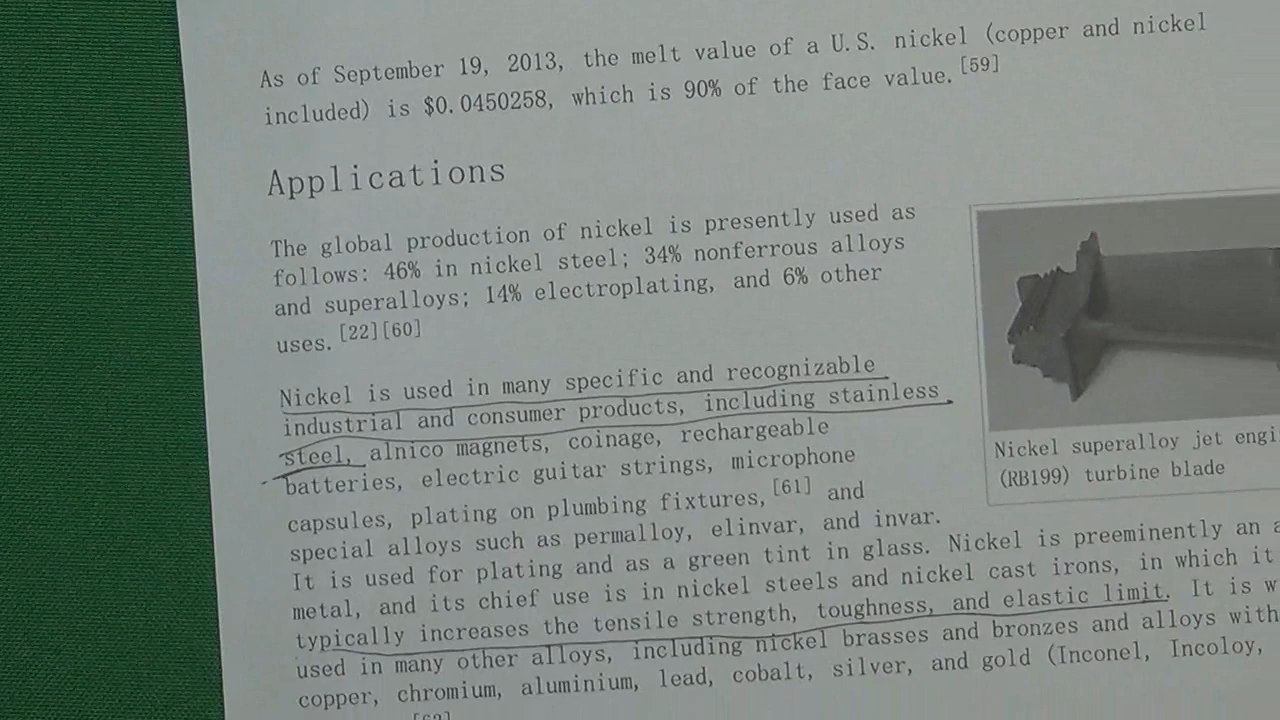 As of September 19, 2013, the melt value of a U.S. nickel (copper and nickel
included) is $0.0450258, which is 90% of the face value.[59]
Applications
The global production of nickel is presently used as
follows: 46% in nickel steel; 34% nonferrous alloys
and superalloys; 14% electroplating, and 6% other
uses.[22][60]
Nickel is used in many specific and recognizable
industrial and consumer products, including stainless
steel, alnico magnets, coinage, rechargeable
batteries, electric guitar strings, microphone
capsules, plating on plumbing fixtures,[61] and
special alloys such as permalloy, elinvar, and invar.
It is used for plating and as a green tint in glass. Nickel is preeminently an a
metal, and its chief use is in nickel steels and nickel cast irons, in which it
typically increases the tensile strength, toughness, and elastic limit. It is w
used in many other alloys, including nickel brasses and bronzes and alloys with
copper, chromium, aluminium, lead, cobalt, silver, and gold (Inconel, Incoloy,
Nickel superalloy jet engi
(RB199) turbine blade